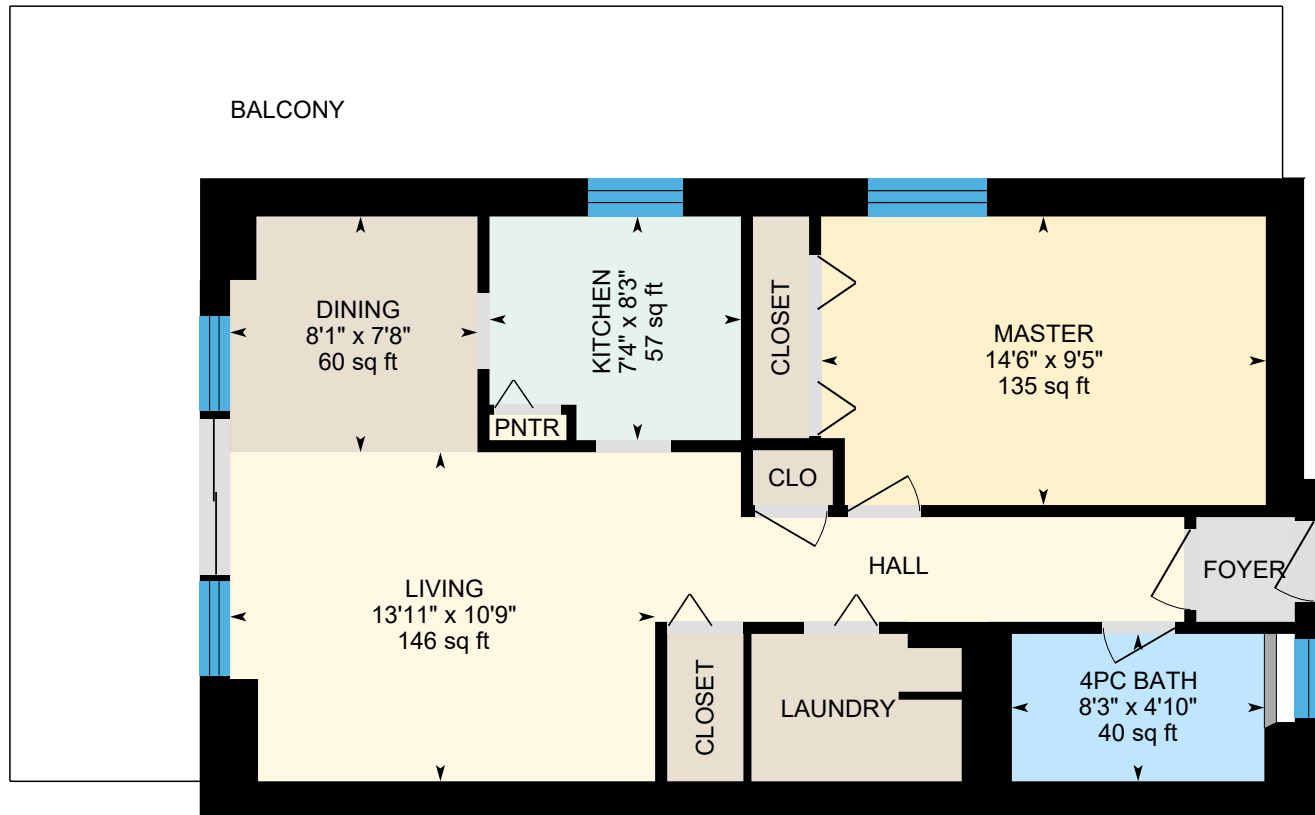 BALCONY
DINING
8'1" x 7'8"
60 sq ft
KITCHEN
7'4" x 8'3"
57 sq ft
PNTR
CLOSET
MASTER
14'6" x 9'5"
135 sq ft
CLO
HALL
FOYER
LIVING
13'11" x 10'9"
146 sq ft
CLOSET
LAUNDRY
4PC BATH
8'3" x 4'10"
40 sq ft